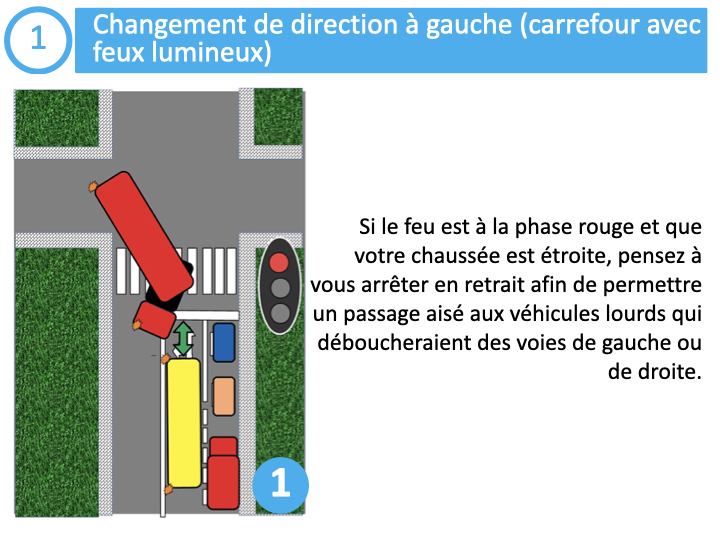 1
Changement de direction à gauche (carrefour avec
feux lumineux)
Si le feu est à la phase rouge et que
votre chaussée est étroite, pensez à
vous arrêter en retrait afin de permettre
un passage aisé aux véhicules lourds qui
déboucheraient des voies de gauche ou
de droite.
1